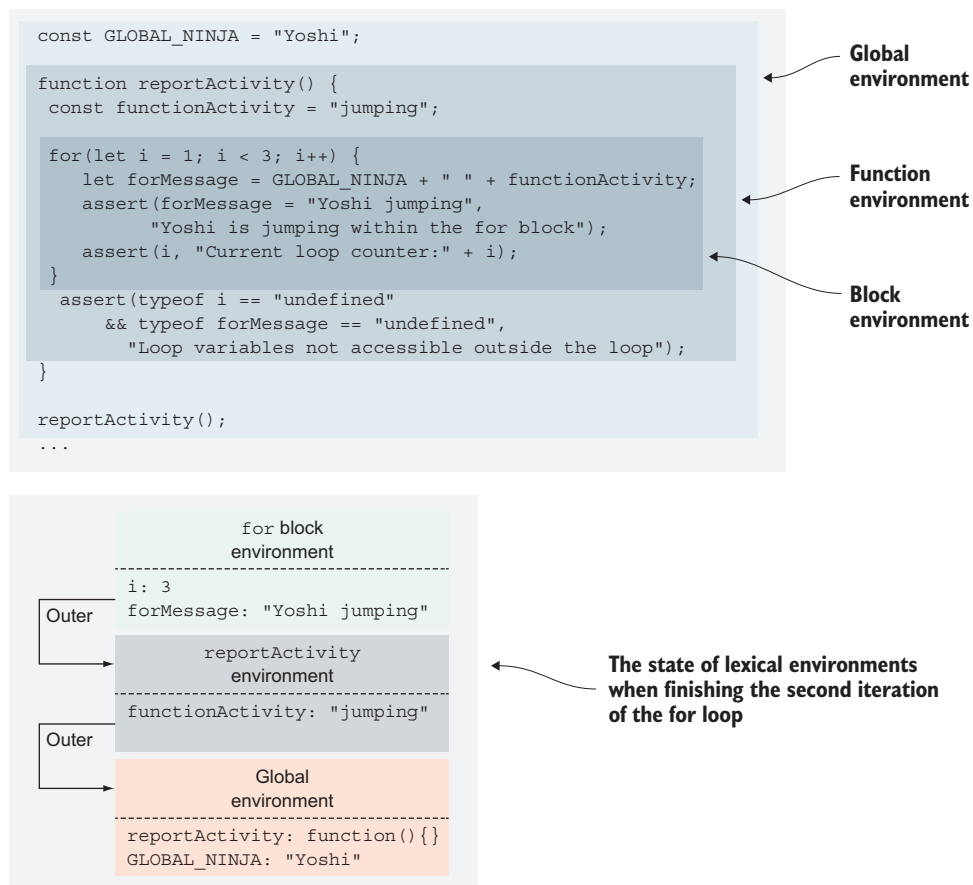 const GLOBAL_NINJA = "Yoshi";
function reportActivity() {
const functionActivity = "jumping";
for(let i = 1; i < 3; i++) {
let forMessage = GLOBAL_NINJA + " " + functionActivity;
assert(forMessage = "Yoshi jumping",
"Yoshi is jumping within the for block");
assert(i, "Current loop counter:" + i);
}
assert(typeof i == "undefined"
&& typeof forMessage == "undefined",
"Loop variables not accessible outside the loop");
}
reportActivity();
...
Global
environment
Function
environment
Block
environment
for block
environment
i: 3
forMessage: "Yoshi jumping"
Outer
reportActivity
environment
functionActivity: "jumping"
Outer
Global
environment
reportActivity: function(){}
GLOBAL_NINJA: "Yoshi"
The state of lexical environments
when finishing the second iteration
of the for loop